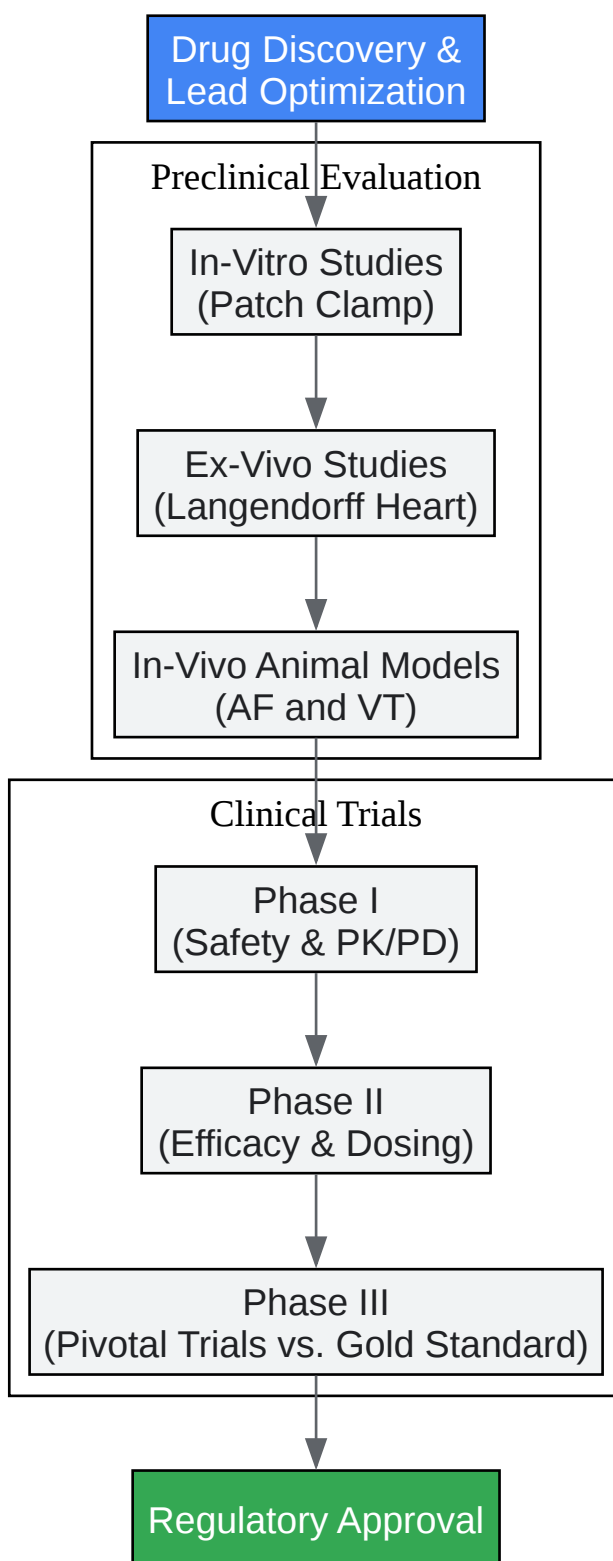 Drug Discovery &
Lead Optimization
Preclinical Evaluation
In-Vitro Studies
(Patch Clamp)
Ex-Vivo Studies
(Langendorff Heart)
In-Vivo Animal Models
(AF and VT)
Clinical Trials
Phase I
(Safety & PK/PD)
Phase II
(Efficacy & Dosing)
Phase III
(Pivotal Trials vs. Gold Standard)
Regulatory Approval